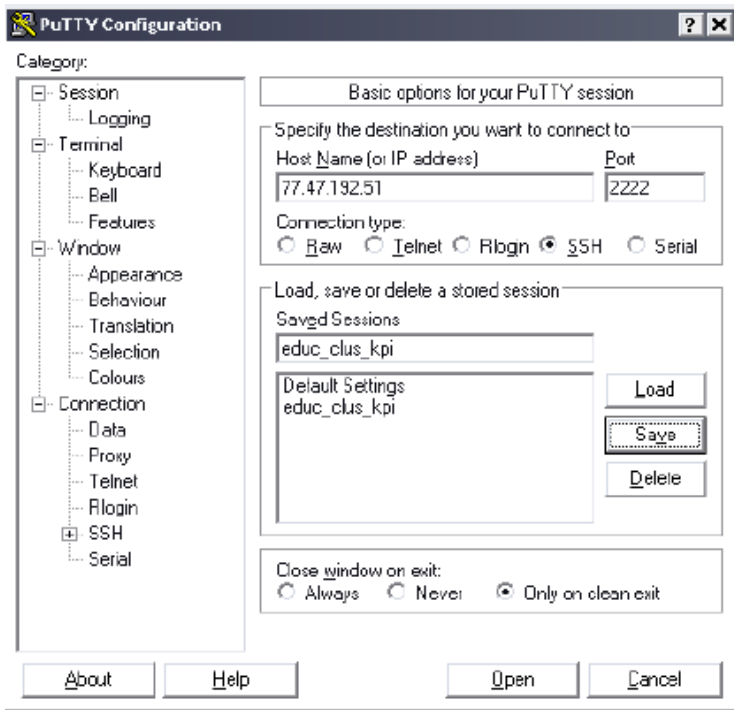 PuTTY Configuration
Category:
Session
Logging
Terminal
Keyboard
Bell
Features
Window
Appearance
Behaviour
Translation
Selection
Colours
Connection
Data
Proxy
Telnet
Rlogin
SSH
Serial
Basic options for your PuTTY session
Specify the destination you want to connect to
Host Name (or IP address) Port
77.47.192.51 2222
Connection type:
Raw Telnet Rlogin SSH Serial
Load, save or delete a stored session
Saved Sessions
educ_clus_kpi
Default Settings
educ_clus_kpi
Load
Save
Delete
Close window on exit:
Always Never Only on clean exit
About Help Open Cancel